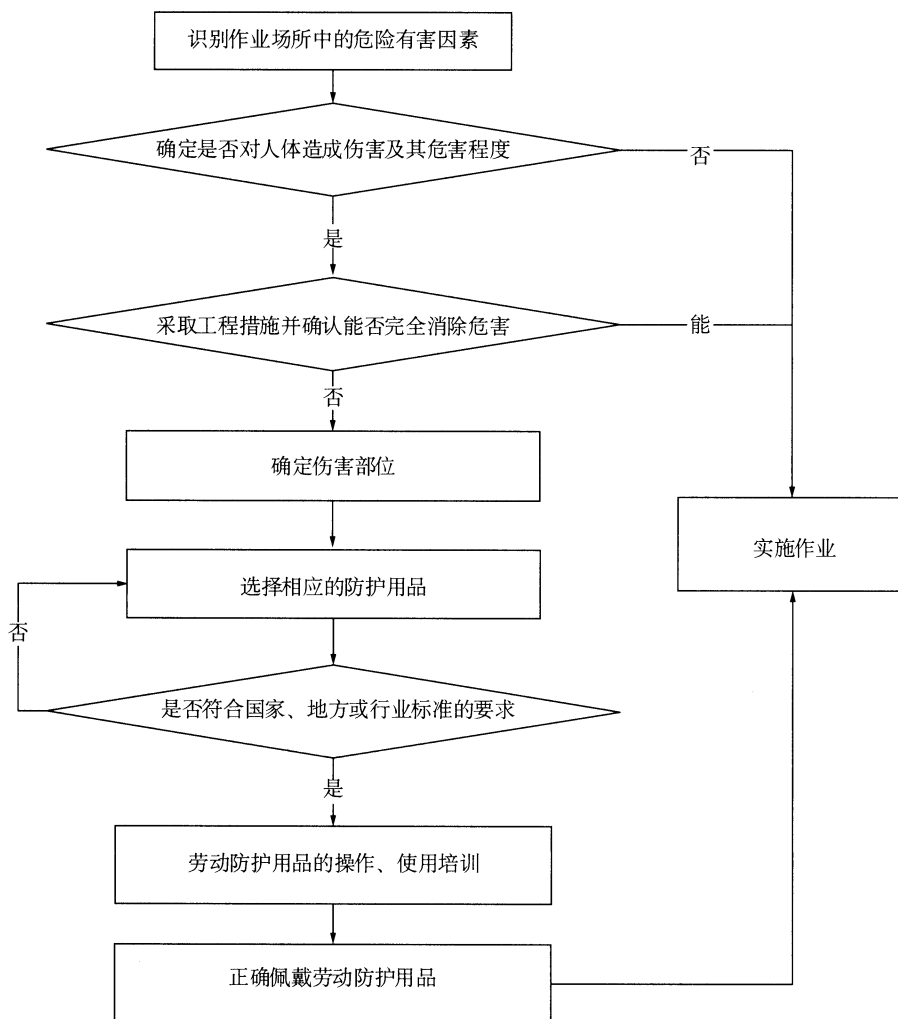 识别作业场所中的危险有害因素
确定是否对人体造成伤害及其危害程度
否
是
采取工程措施并确认能否完全消除危害
能
否
确定伤害部位
实施作业
选择相应的防护用品
否
是否符合国家、地方或行业标准的要求
是
劳动防护用品的操作、使用培训
正确佩戴劳动防护用品